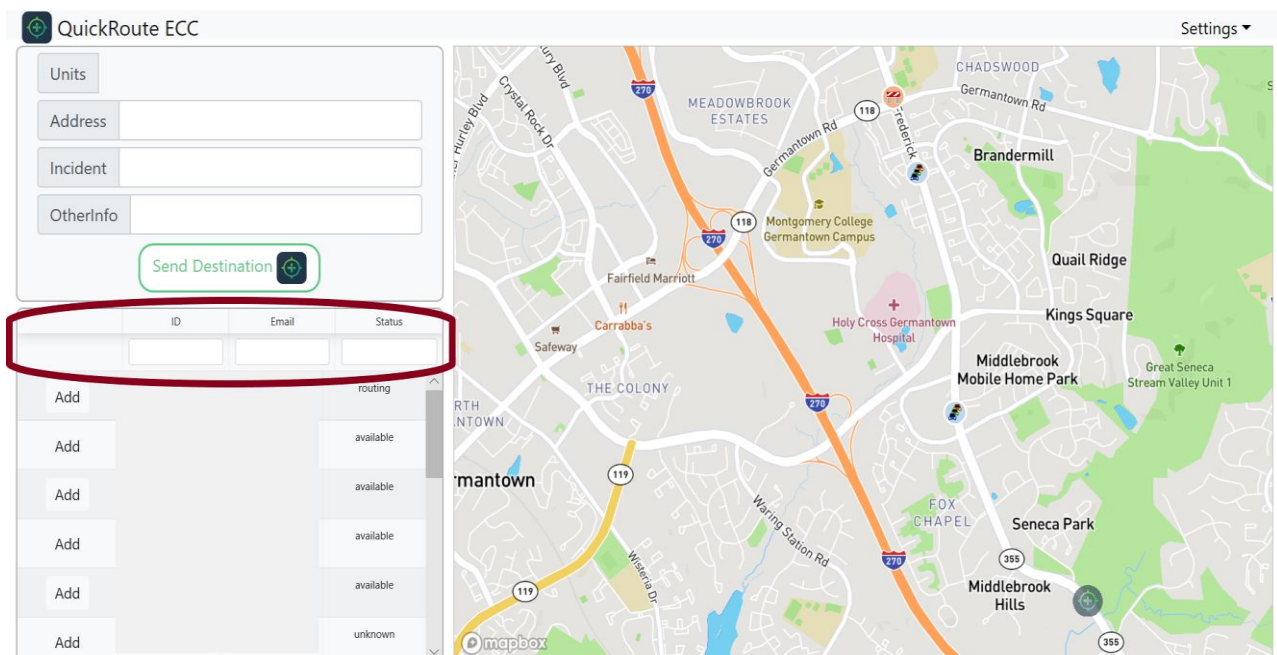 QuickRoute ECC
Settings
Units
Address
Incident
OtherInfo
Send Destination
ID Email Status
Add routing
Add available
Add available
Add available
Add available
Add unknown
Crystal Rock Dr
270
MEADOWBROOK
ESTATES
118
CHADSWOOD
Germantown Rd
Germantown Rd
Frederick
Brandermill
118
270
Montgomery College
Germantown Campus
Fairfield Marriott
Quail Ridge
Carrabba's
Safeway
Holy Cross Germantown
Hospital
Kings Square
Middlebrook
Mobile Home Park
Great Seneca
Stream Valley Unit 1
THE COLONY
270
119
Waring Station Rd
FOX
CHAPEL
Seneca Park
270
355
Wisteria Dr
119
Middlebrook
Hills
355
mapbox